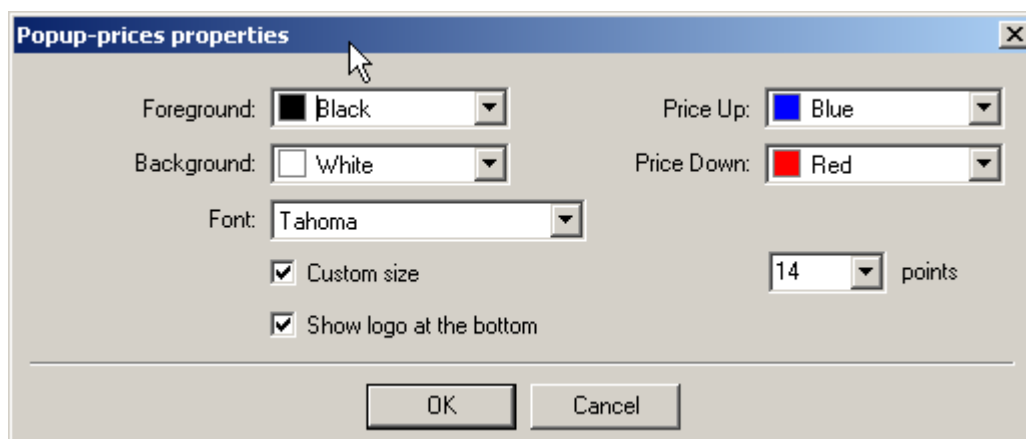 Popup-prices properties
Foreground: Black Price Up: Blue
Background: White Price Down: Red
Font: Tahoma
Custom size 14 points
Show logo at the bottom
OK Cancel